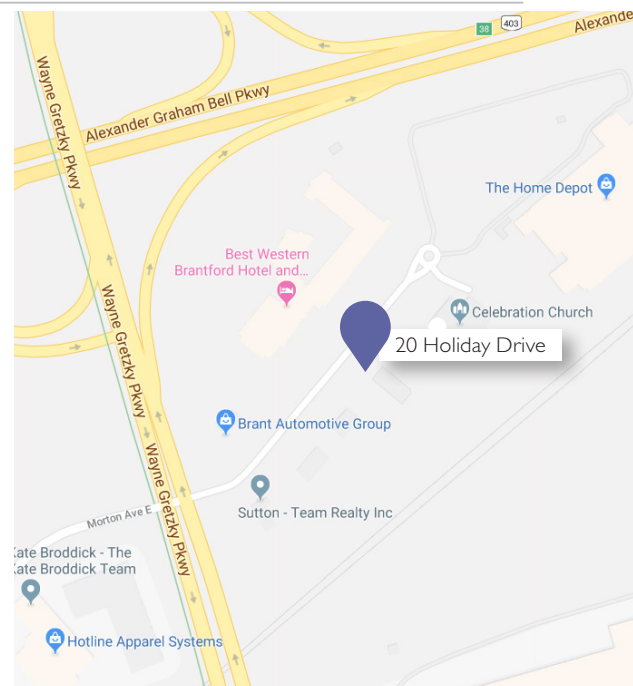 38
403
Alexande
Wayne Gretzky Pkwy
Alexander Graham Bell Pkwy
The Home Depot
Best Western
Brantford Hotel and...
Wayne Gretzky Pkwy
Celebration Church
20 Holiday Drive
Brant Automotive Group
Wayne Gretzky Pkwy
Sutton - Team Realty Inc
Morton Ave E
Kate Broddick - The
Kate Broddick Team
Hotline Apparel Systems